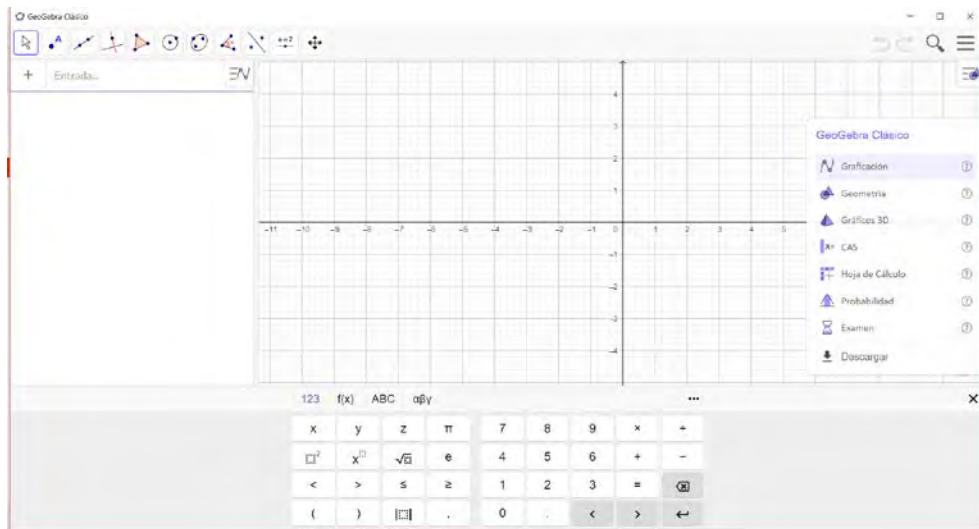 GeoGebra Clásico
A
a=2
Entrada...
GeoGebra Clásico
Graficación
Geometría
Gráficos 3D
x= CAS
Hoja de Cálculo
Probabilidad
Examen
Descargar
4
3
2
1
-11 -10 -9 -8 -7 -6 -5 -4 -3 -2 -1 0 1 2 3 4 5
-1
-2
-3
-4
123 f(x) ABC αβγ ...
x y z π 7 8 9 × ÷
□² x□ √□ e 4 5 6 + −
< > ≤ ≥ 1 2 3 =
( ) |□| , 0 . < >